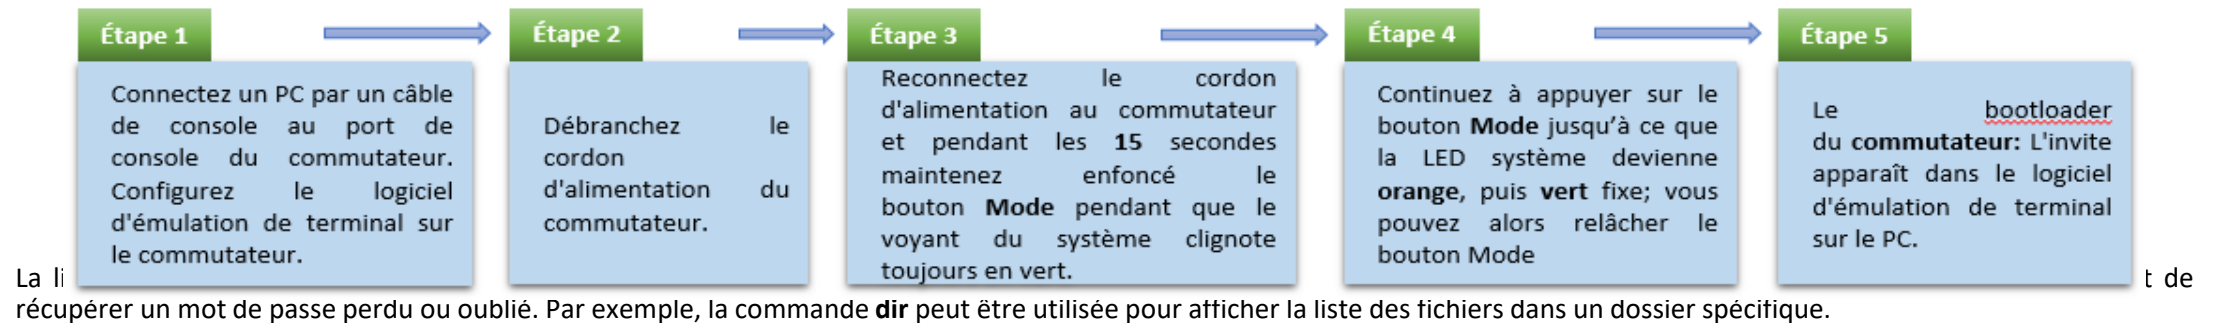 Étape 1
Connectez un PC par un câble
de console au port de
console du commutateur.
Configurez le logiciel
d'émulation de terminal sur
le commutateur.
Étape 2
Débranchez le
cordon
d'alimentation du
commutateur.
Étape 3
Reconnectez le cordon
d'alimentation au commutateur
et pendant les 15 secondes
maintenez enfoncé le
bouton Mode pendant que le
voyant du système clignote
toujours en vert.
Étape 4
Continuez à appuyer sur le
bouton Mode jusqu'à ce que
la LED système devienne
orange, puis vert fixe; vous
pouvez alors relâcher le
bouton Mode
Étape 5
Le bootloader
du commutateur: L'invite
apparaît dans le logiciel
d'émulation de terminal
sur le PC.
La de
récupérer un mot de passe perdu ou oublié. Par exemple, la commande dir peut être utilisée pour afficher la liste des fichiers dans un dossier spécifique.